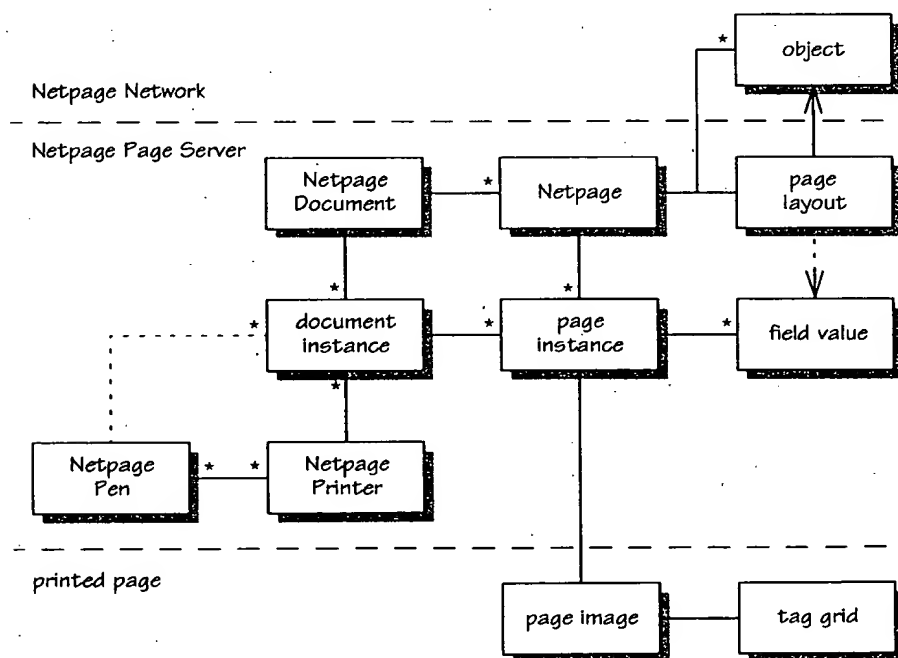 object
*
Netpage Network
Netpage Page Server
Netpage
Document
*
Netpage
page
layout
*
*
*
document
instance
*
page
instance
*
field value
*
Netpage
Pen
*
*
Netpage
Printer
printed page
page image
tag grid